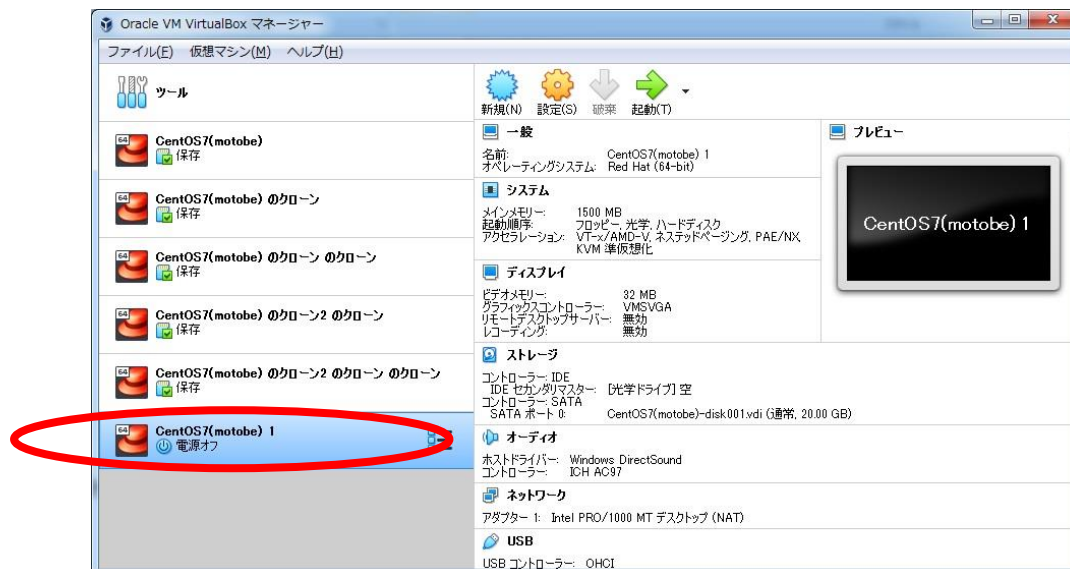 Oracle VM VirtualBox マネージャー
ファイル(F) 仮想マシン(M) ヘルプ(H)
ツール
新規(N) 設定(S) 破棄 起動(T)
64 CentOS7(motobe)
保存
64 CentOS7(motobe) のクローン
保存
64 CentOS7(motobe) のクローン のクローン
保存
64 CentOS7(motobe) のクローン2 のクローン
保存
64 CentOS7(motobe) のクローン2 のクローン のクローン
保存
64 CentOS7(motobe) 1
電源オフ
一般
名前: CentOS7(motobe) 1
オペレーティングシステム: Red Hat (64-bit)
システム
メインメモリー: 1500 MB
起動順序: フロッピー, 光学, ハードディスク
アクセラレーション: VT-x/AMD-V, ネステッドページング, PAE/NX,
KVM 準仮想化
ディスプレイ
ビデオメモリー: 32 MB
グラフィックスコントローラー: VMSVGA
リモートデスクトップサーバー: 無効
レコーディング: 無効
ストレージ
コントローラー: IDE
IDE セカンダリマスター: [光学ドライブ] 空
コントローラー: SATA
SATA ポート 0: CentOS7(motobe)-disk001.vdi (通常, 20.00 GB)
オーディオ
ホストドライバー: Windows DirectSound
コントローラー: ICH AC97
ネットワーク
アダプター 1: Intel PRO/1000 MT デスクトップ (NAT)
USB
USB コントローラー: OHCI
プレビュー
CentOS7(motobe) 1